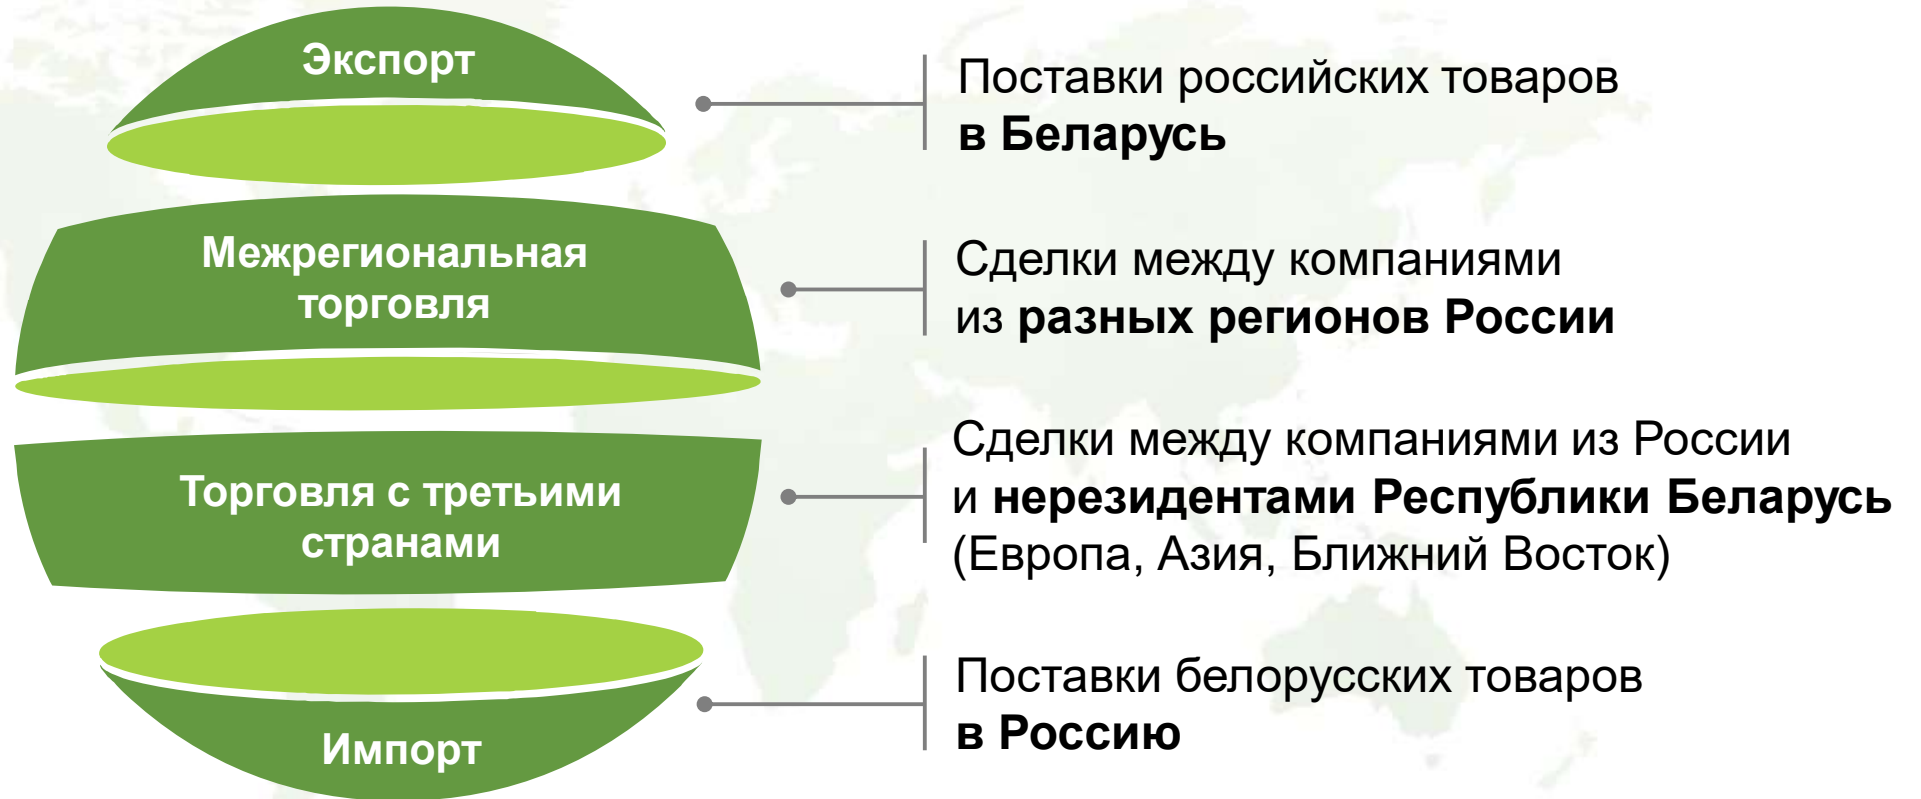 Экспорт
Поставки российских товаров
в Беларусь
Межрегиональная
торговля
Сделки между компаниями
из разных регионов России
Торговля с третьими
странами
Сделки между компаниями из России
и нерезидентами Республики Беларусь
(Европа, Азия, Ближний Восток)
Импорт
Поставки белорусских товаров
в Россию